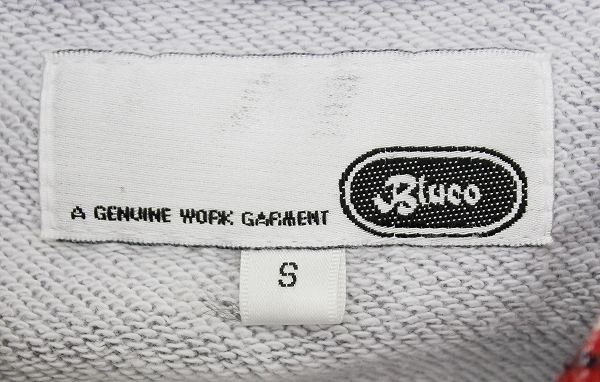 Bluco
A GENUINE WORK GARMENT
S